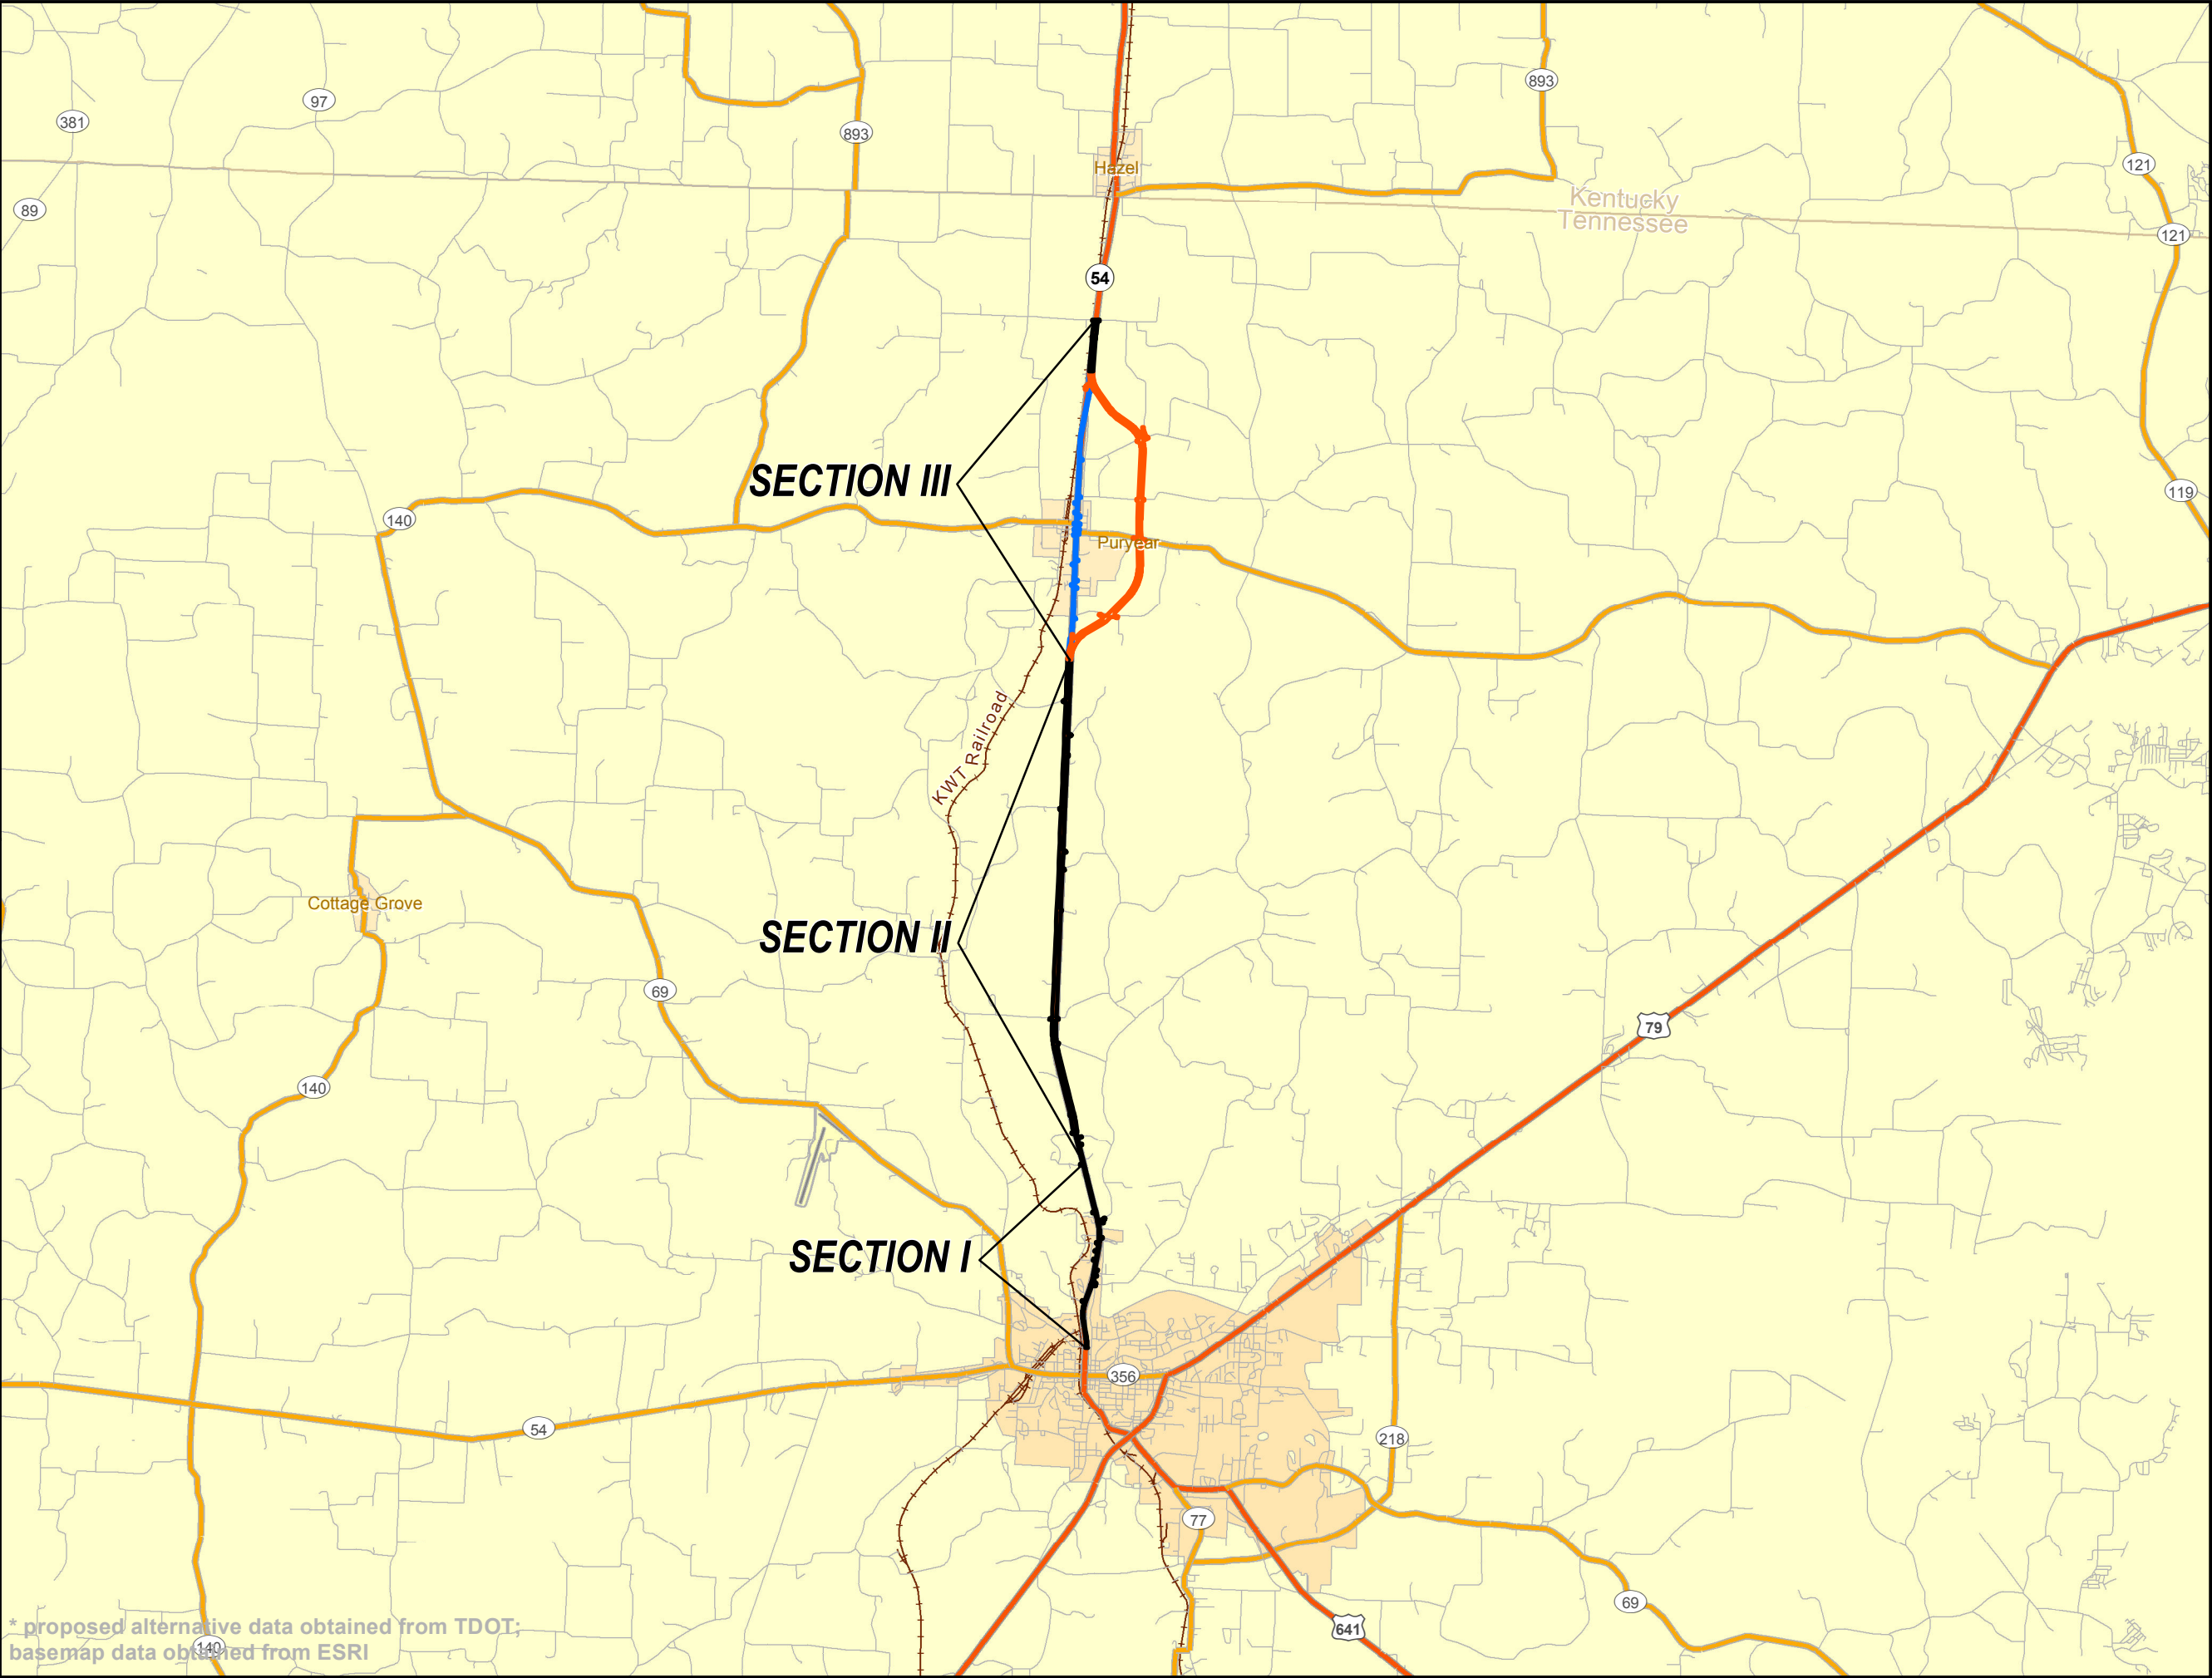 97
381
893
893
Hazel
121
89
Kentucky
Tennessee
121
54
SECTION III
119
140
Puryear
KWT Railroad
Cottage Grove
SECTION II
69
79
140
SECTION I
356
54
218
77
69
641
* proposed alternative data obtained from TDOT;
140
basemap data obtained from ESRI